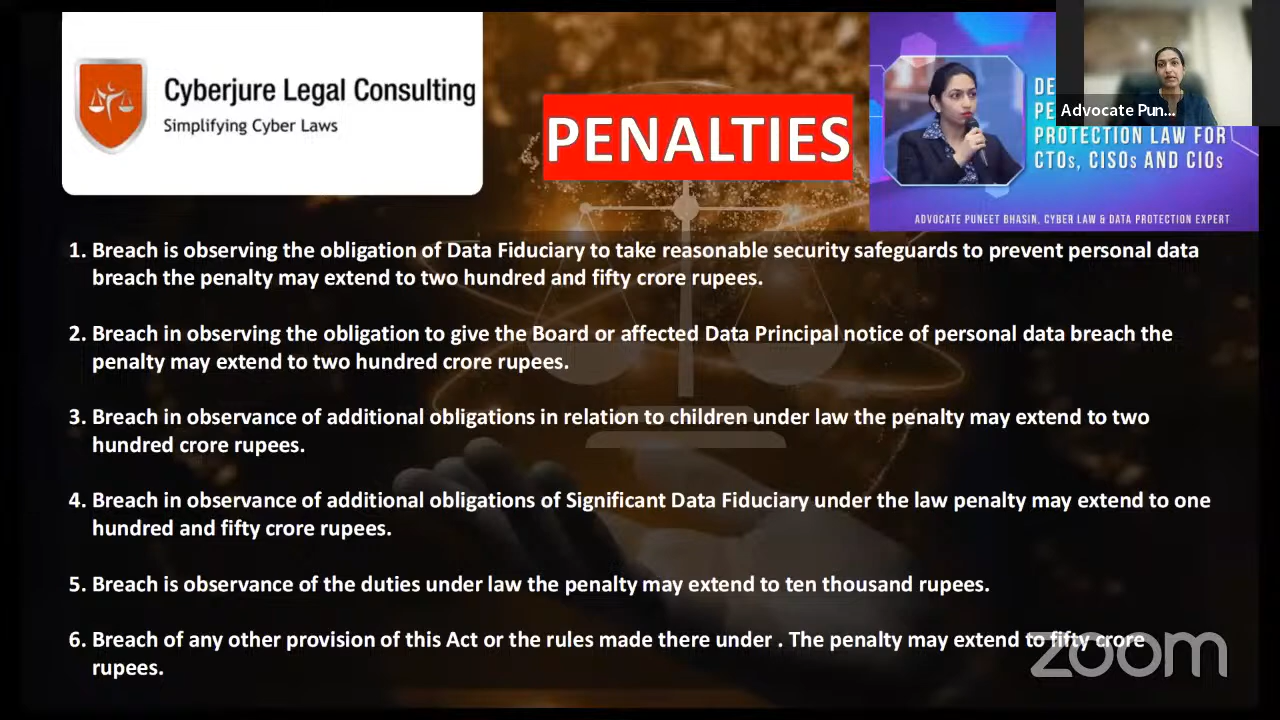 Cyberjure Legal Consulting
Simplifying Cyber Laws
PENALTIES
DE
PE
PROTECTION LAW FOR
CTOs, CISOs AND CIOs
ADVOCATE PUNEET BHASIN, CYBER LAW & DATA PROTECTION EXPERT
Advocate Pun...
1. Breach is observing the obligation of Data Fiduciary to take reasonable security safeguards to prevent personal data
breach the penalty may extend to two hundred and fifty crore rupees.
2. Breach in observing the obligation to give the Board or affected Data Principal notice of personal data breach the
penalty may extend to two hundred crore rupees.
3. Breach in observance of additional obligations in relation to children under law the penalty may extend to two
hundred crore rupees.
4. Breach in observance of additional obligations of Significant Data Fiduciary under the law penalty may extend to one
hundred and fifty crore rupees.
5. Breach is observance of the duties under law the penalty may extend to ten thousand rupees.
6. Breach of any other provision of this Act or the rules made there under . The penalty may extend to fifty crore
rupees.
zoom